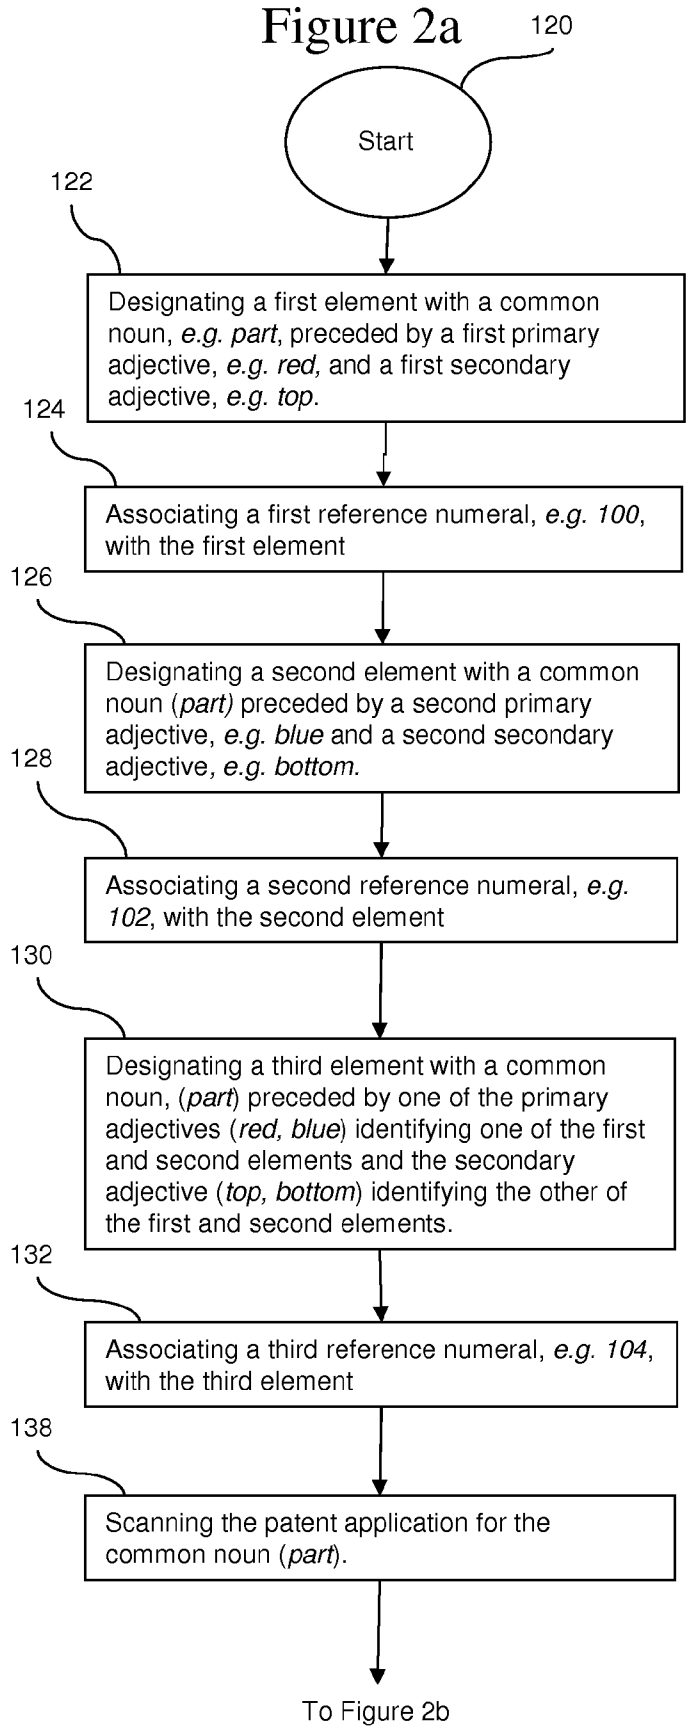 Figure 2a
120
Start
122
Designating a first element with a common
noun, e.g. part, preceded by a first primary
adjective, e.g. red, and a first secondary
adjective, e.g. top.
124
Associating a first reference numeral, e.g. 100,
with the first element
126
Designating a second element with a common
noun (part) preceded by a second primary
adjective, e.g. blue and a second secondary
adjective, e.g. bottom.
128
Associating a second reference numeral, e.g.
102, with the second element
130
Designating a third element with a common
noun, (part) preceded by one of the primary
adjectives (red, blue) identifying one of the first
and second elements and the secondary
adjective (top, bottom) identifying the other of
the first and second elements.
132
Associating a third reference numeral, e.g. 104,
with the third element
138
Scanning the patent application for the
common noun (part).
To Figure 2b